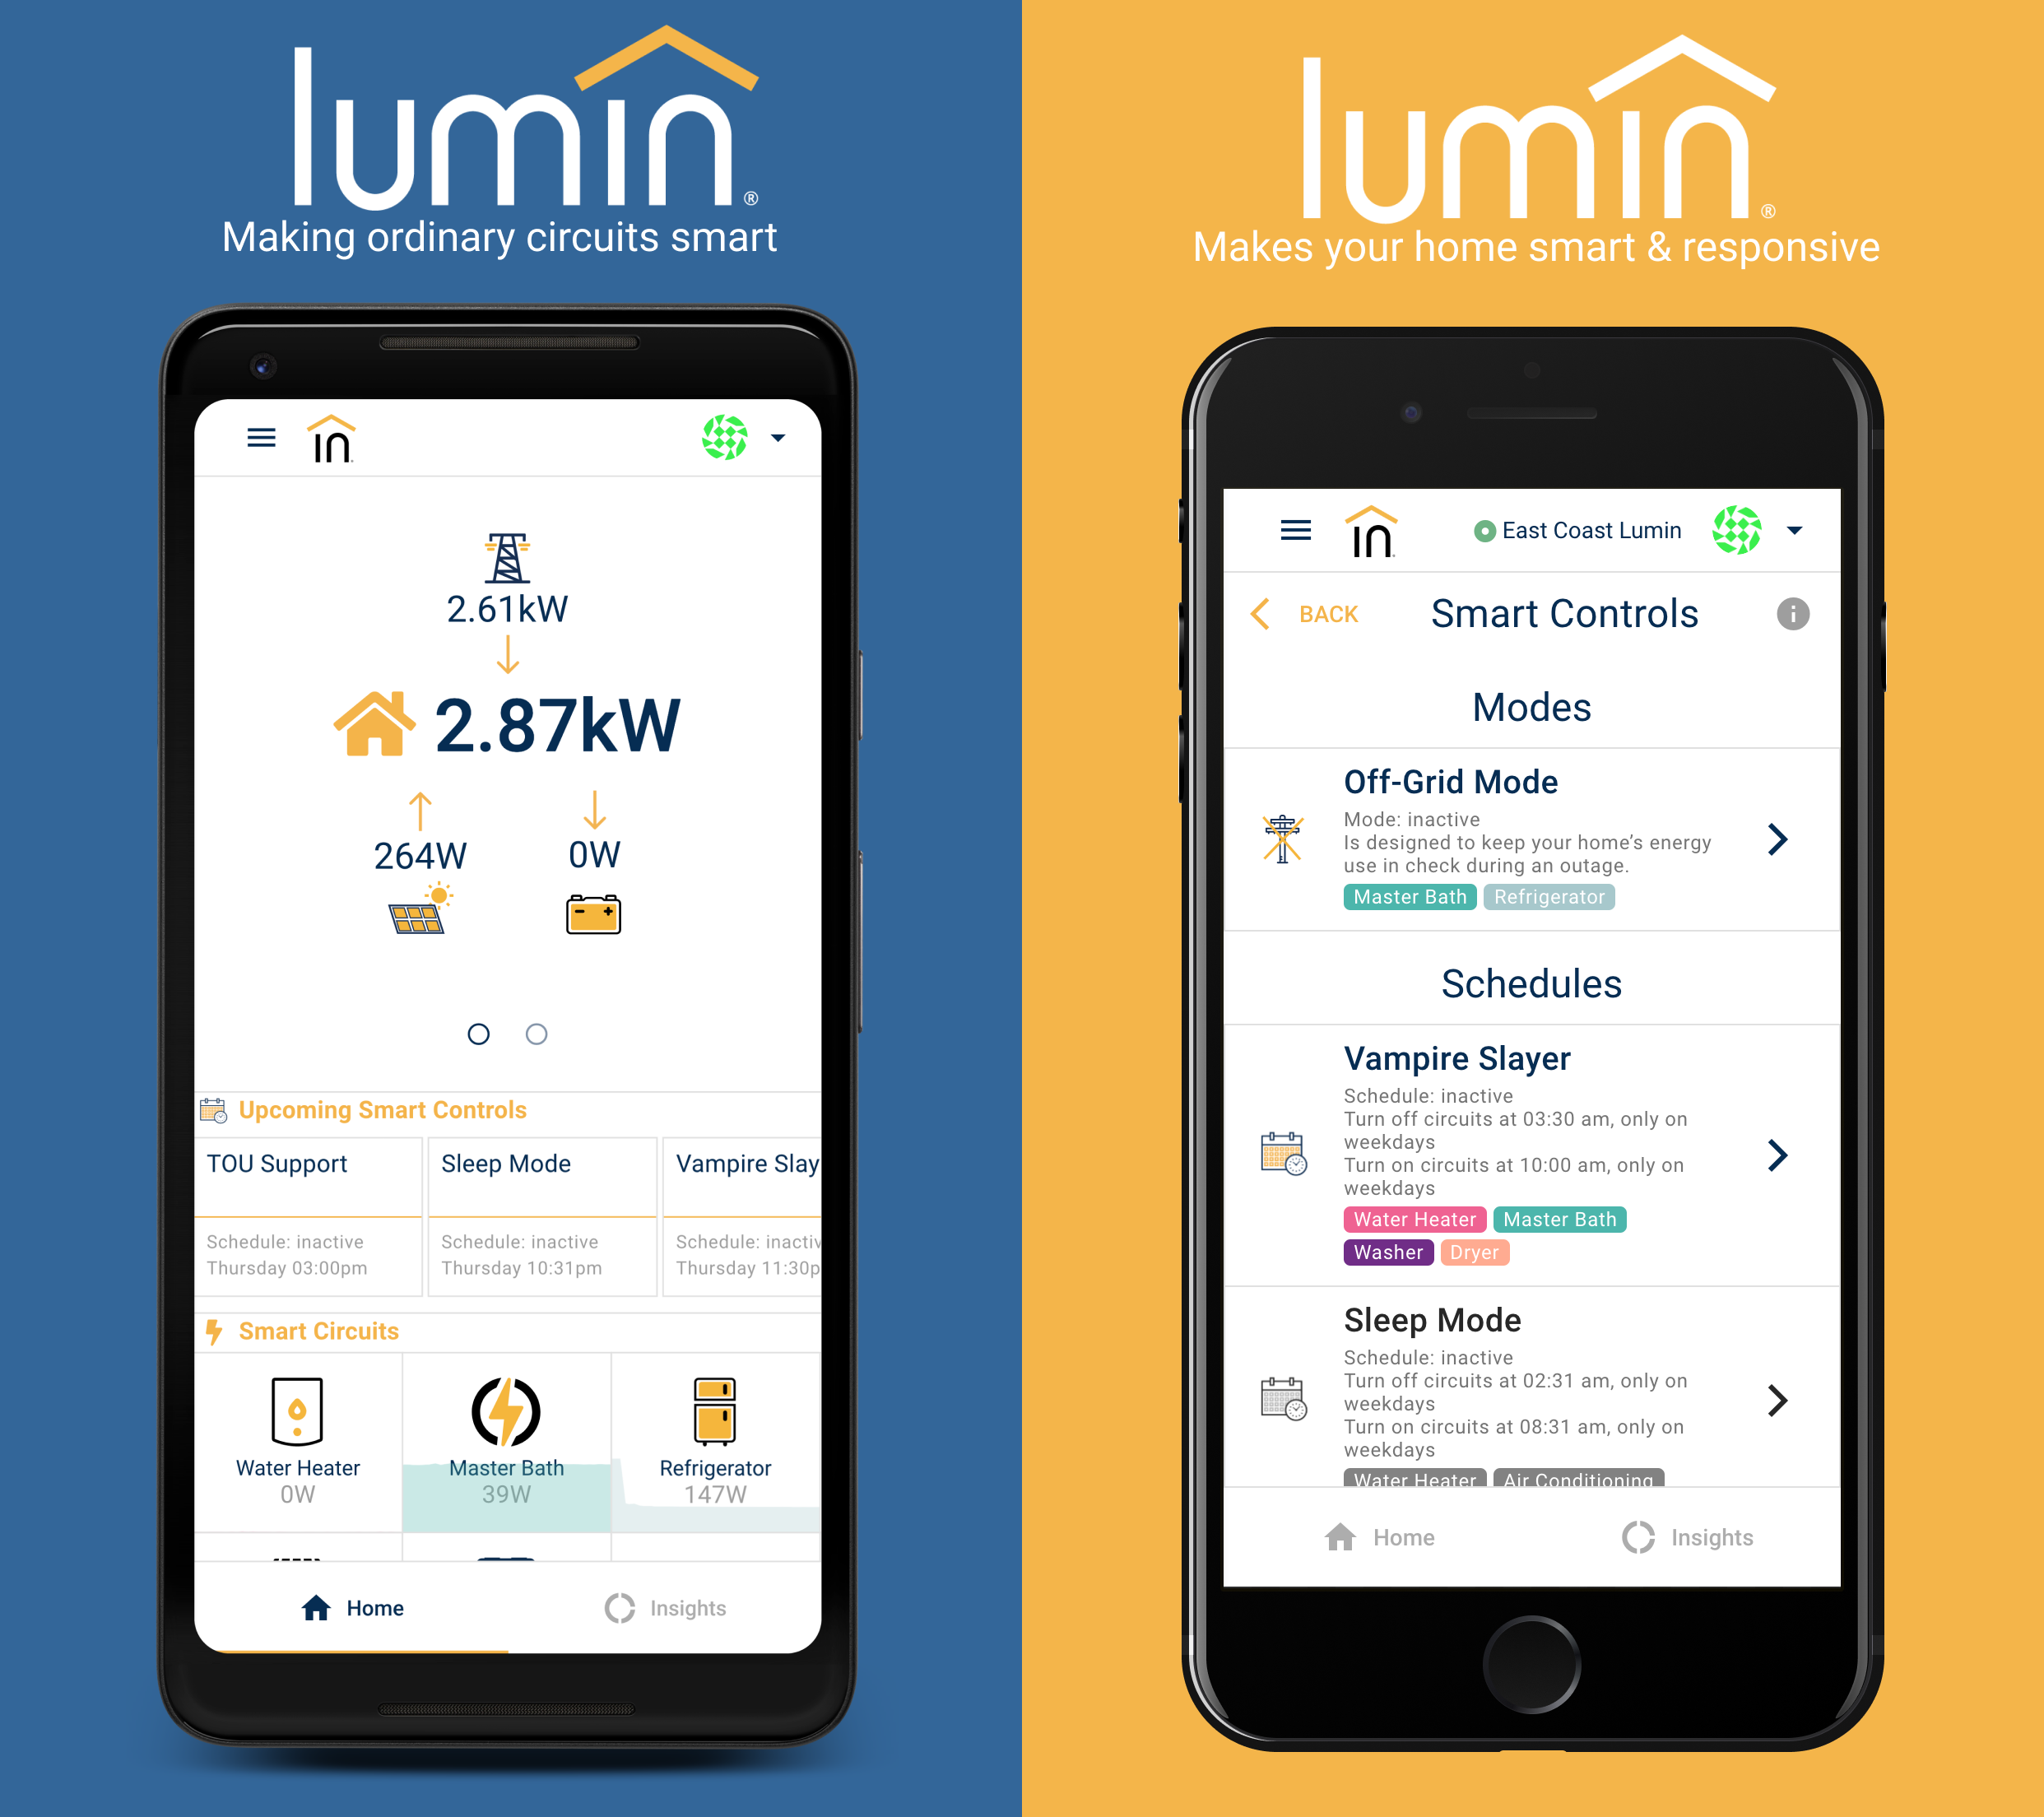 lumin®
Making ordinary circuits smart
in
2.61kW
2.87kW
264W
0W
Upcoming Smart Controls
TOU Support
Schedule: inactive
Thursday 03:00pm
Sleep Mode
Schedule: inactive
Thursday 10:31pm
Vampire Slay
Schedule: inactiv
Thursday 11:30p
Smart Circuits
Water Heater
0W
Master Bath
39W
Refrigerator
147W
Home
Insights
lumin®
Makes your home smart & responsive
in
East Coast Lumin
BACK
Smart Controls
Modes
Off-Grid Mode
Mode: inactive
Is designed to keep your home’s energy
use in check during an outage.
Master Bath Refrigerator
Schedules
Vampire Slayer
Schedule: inactive
Turn off circuits at 03:30 am, only on
weekdays
Turn on circuits at 10:00 am, only on
weekdays
Water Heater Master Bath
Washer Dryer
Sleep Mode
Schedule: inactive
Turn off circuits at 02:31 am, only on
weekdays
Turn on circuits at 08:31 am, only on
weekdays
Water Heater Air Conditioning
Home
Insights